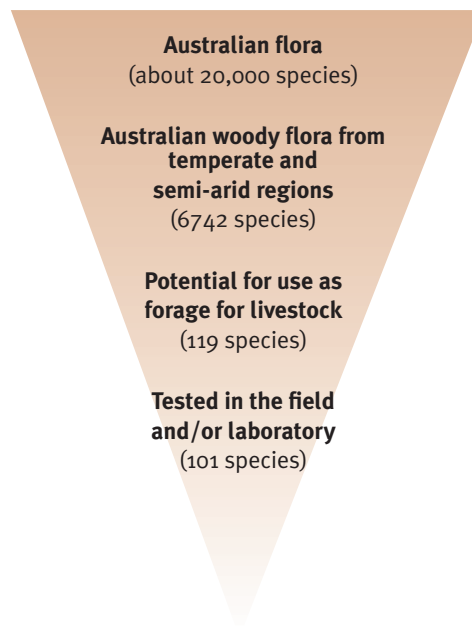 Australian flora
(about 20,000 species)
Australian woody flora from
temperate and
semi-arid regions
(6742 species)
Potential for use as
forage for livestock
(119 species)
Tested in the field
and/or laboratory
(101 species)